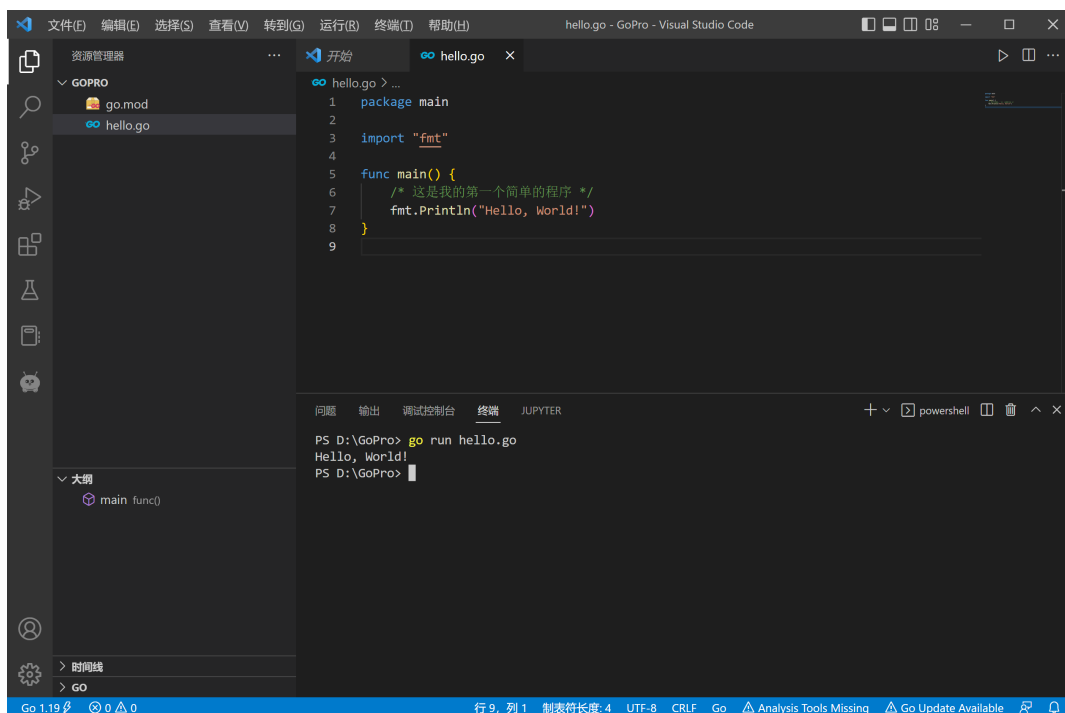 文件(F) 编辑(E) 选择(S) 查看(V) 转到(G) 运行(R) 终端(T) 帮助(H) hello.go - GoPro - Visual Studio Code
资源管理器 ···
开始 GO hello.go
GOPRO
GO hello.go > ...
go.mod
GO hello.go
1 package main
2
3 import "fmt"
4
5 func main() {
6 /* 这是我的第一个简单的程序 */
7 fmt.Println("Hello, World!")
8 }
9
问题 输出 调试控制台 终端 JUPYTER powershell
PS D:\GoPro> go run hello.go
Hello, World!
PS D:\GoPro>
大纲
main func()
时间线
GO
Go 1.19 0 0 行 9，列 1 制表符长度: 4 UTF-8 CRLF Go Analysis Tools Missing Go Update Available